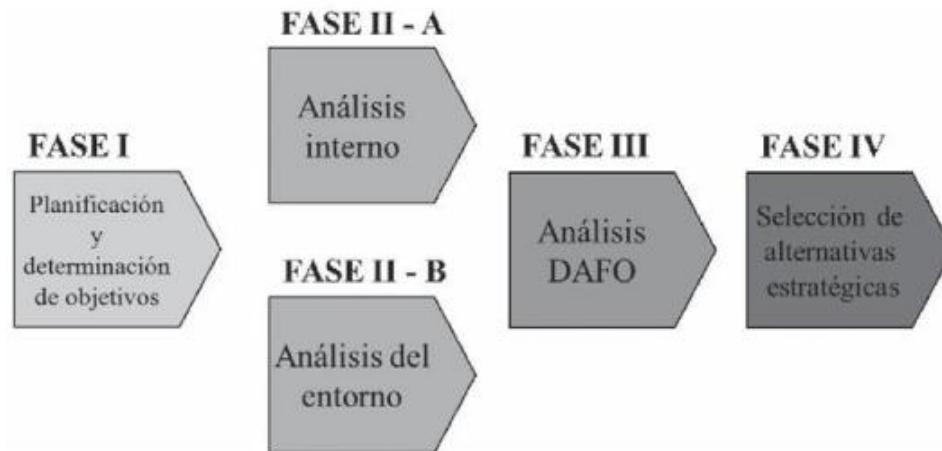 FASE I
Planificación
y
determinación
de objetivos
FASE II - A
Análisis
interno
FASE II - B
Análisis del
entorno
FASE III
Análisis
DAFO
FASE IV
Selección de
alternativas
estratégicas